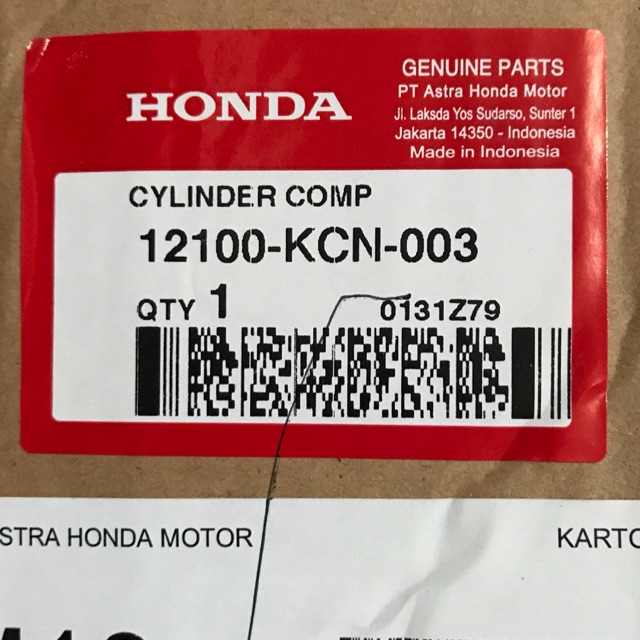 HONDA
GENUINE PARTS
PT Astra Honda Motor
Jl. Laksda Yos Sudarso, Sunter 1
Jakarta 14350 - Indonesia
Made in Indonesia
CYLINDER COMP
12100-KCN-003
QTY 1 0131Z79
STRA HONDA MOTOR KARTO